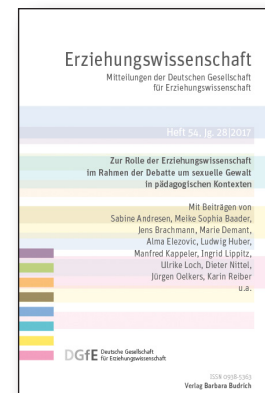 Erziehungswissenschaft
Mitteilungen der Deutschen Gesellschaft
für Erziehungswissenschaft
Heft 54, Jg. 28|2017
Zur Rolle der Erziehungswissenschaft
im Rahmen der Debatte um sexuelle Gewalt
in pädagogischen Kontexten
Mit Beiträgen von
Sabine Andresen, Meike Sophia Baader,
Jens Brachmann, Marie Demant,
Alma Elezovic, Ludwig Huber,
Manfred Kappeler, Ingrid Lippitz,
Ulrike Loch, Dieter Nittel,
Jürgen Oelkers, Karin Reiber
u.a.
DGfE Deutsche Gesellschaft
für Erziehungswissenschaft
ISSN 0938-5363
Verlag Barbara Budrich